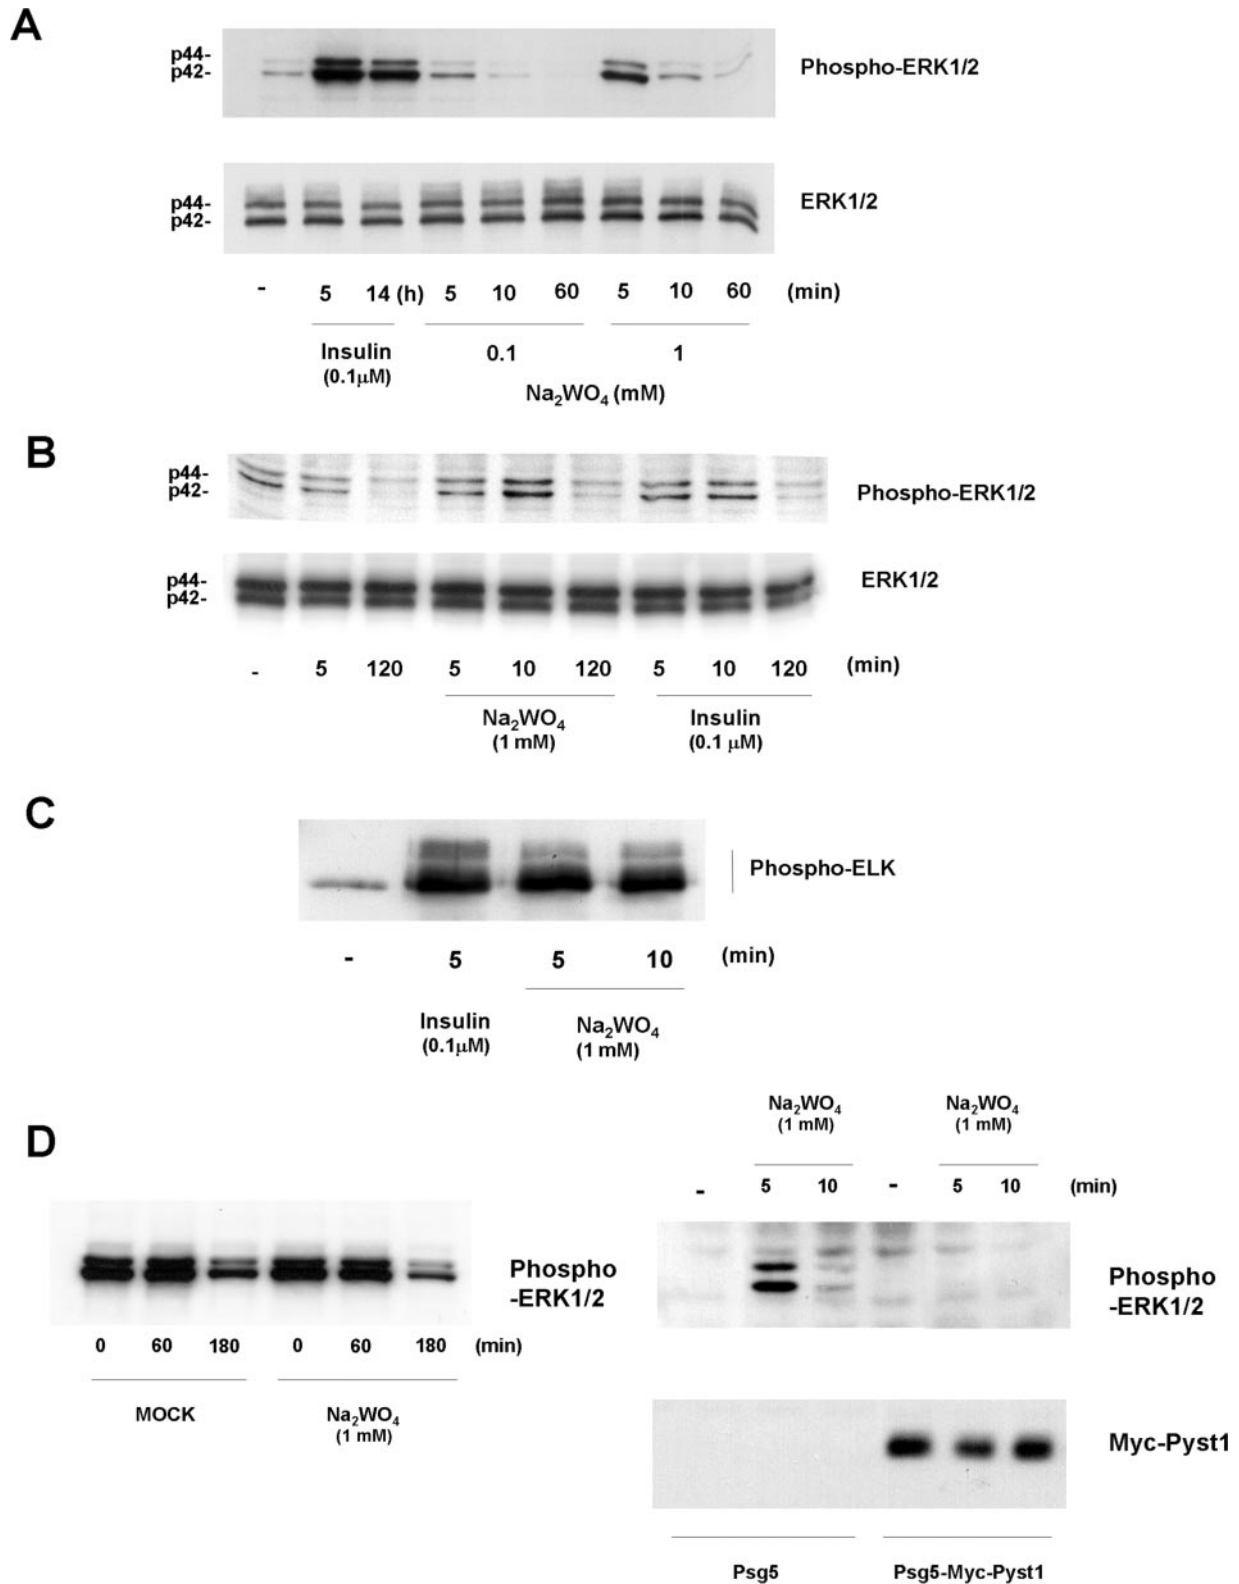 A
p44-
p42-
Phospho-ERK1/2
p44-
p42-
ERK1/2
- 5 14 (h) 5 10 60 5 10 60 (min)
Insulin
(0.1μM)
0.1 1
Na₂WO₄ (mM)
B
p44-
p42-
Phospho-ERK1/2
p44-
p42-
ERK1/2
- 5 120 5 10 120 5 10 120 (min)
Na₂WO₄
(1 mM)
Insulin
(0.1 μM)
C
Phospho-ELK
- 5 5 10 (min)
Insulin
(0.1μM)
Na₂WO₄
(1 mM)
D
Phospho
-ERK1/2
0 60 180 0 60 180 (min)
MOCK
Na₂WO₄
(1 mM)
Na₂WO₄
(1 mM)
Na₂WO₄
(1 mM)
- 5 10 - 5 10 (min)
Phospho
-ERK1/2
Myc-Pyst1
Psg5 Psg5-Myc-Pyst1